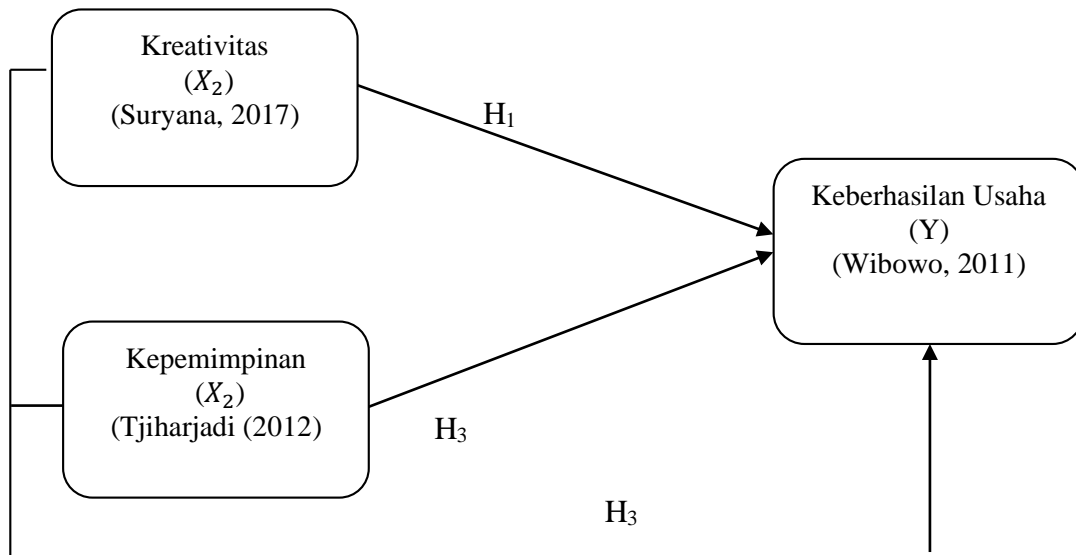 Kreativitas
(𝑋₂)
(Suryana, 2017)
H₁
Keberhasilan Usaha
(Y)
(Wibowo, 2011)
Kepemimpinan
(𝑋₂)
(Tjiharjadi (2012)
H₃
H₃